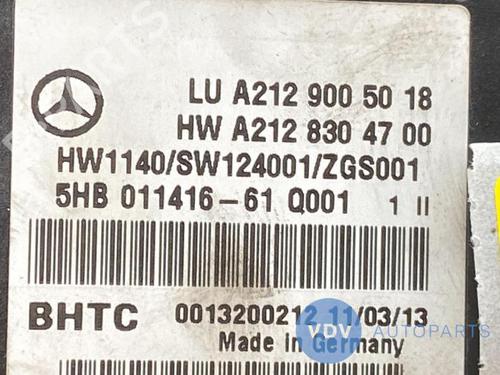 LU A212 900 50 18
HW A212 830 47 00
HW1140/SW124001/ZGS001
5HB 011416-61 Q001 1 II
BHTC 0013200212 11/03/13
Made in Germany
VDV AUTOPARTS